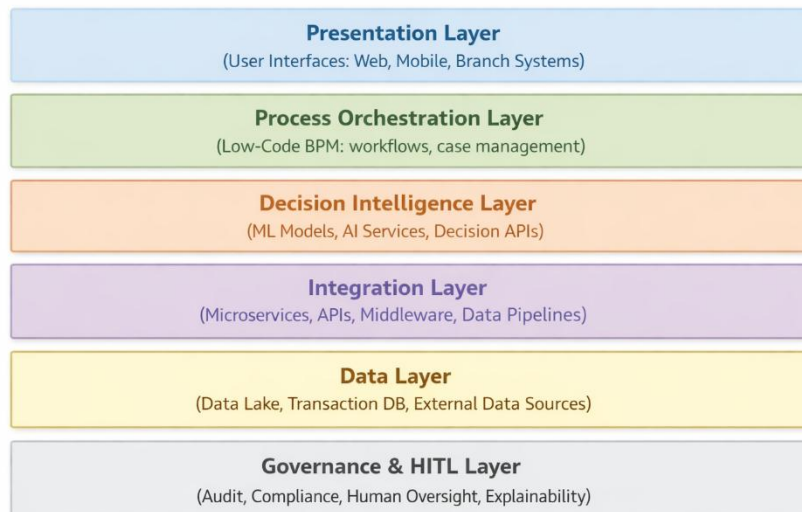 Presentation Layer
(User Interfaces: Web, Mobile, Branch Systems)
Process Orchestration Layer
(Low-Code BPM: workflows, case management)
Decision Intelligence Layer
(ML Models, AI Services, Decision APIs)
Integration Layer
(Microservices, APIs, Middleware, Data Pipelines)
Data Layer
(Data Lake, Transaction DB, External Data Sources)
Governance & HITL Layer
(Audit, Compliance, Human Oversight, Explainability)